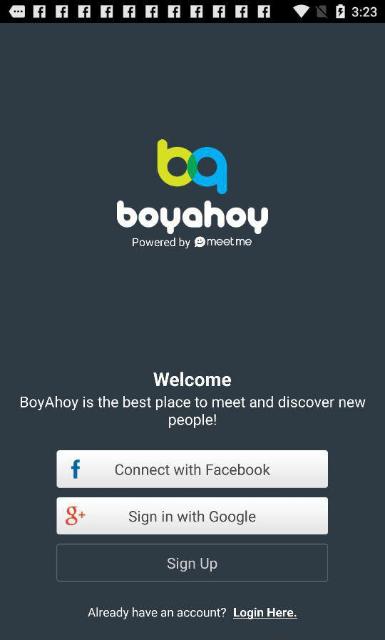 3:23
boyahoy
Powered by meetme
Welcome
BoyAhoy is the best place to meet and discover new
people!
Connect with Facebook
Sign in with Google
Sign Up
Already have an account? Login Here.